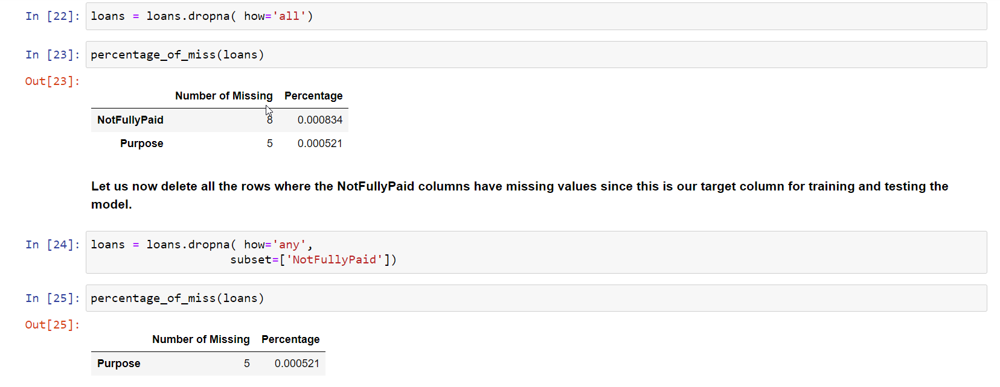 In [22]: loans = loans.dropna( how='all')
In [23]: percentage_of_miss(loans)
Out[23]:
Number of Missing Percentage
NotFullyPaid 8 0.000834
Purpose 5 0.000521
Let us now delete all the rows where the NotFullyPaid columns have missing values since this is our target column for training and testing the
model.
In [24]: loans = loans.dropna( how='any',
subset=['NotFullyPaid'])
In [25]: percentage_of_miss(loans)
Out[25]:
Number of Missing Percentage
Purpose 5 0.000521